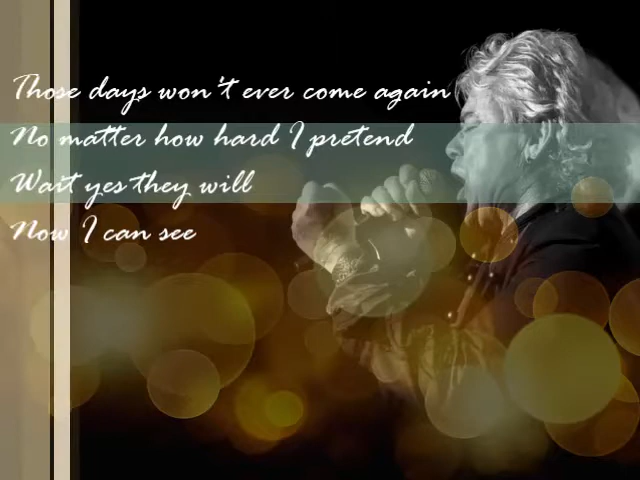 Those days won't ever come again
No matter how hard I pretend
Wait yes they will
Now I can see